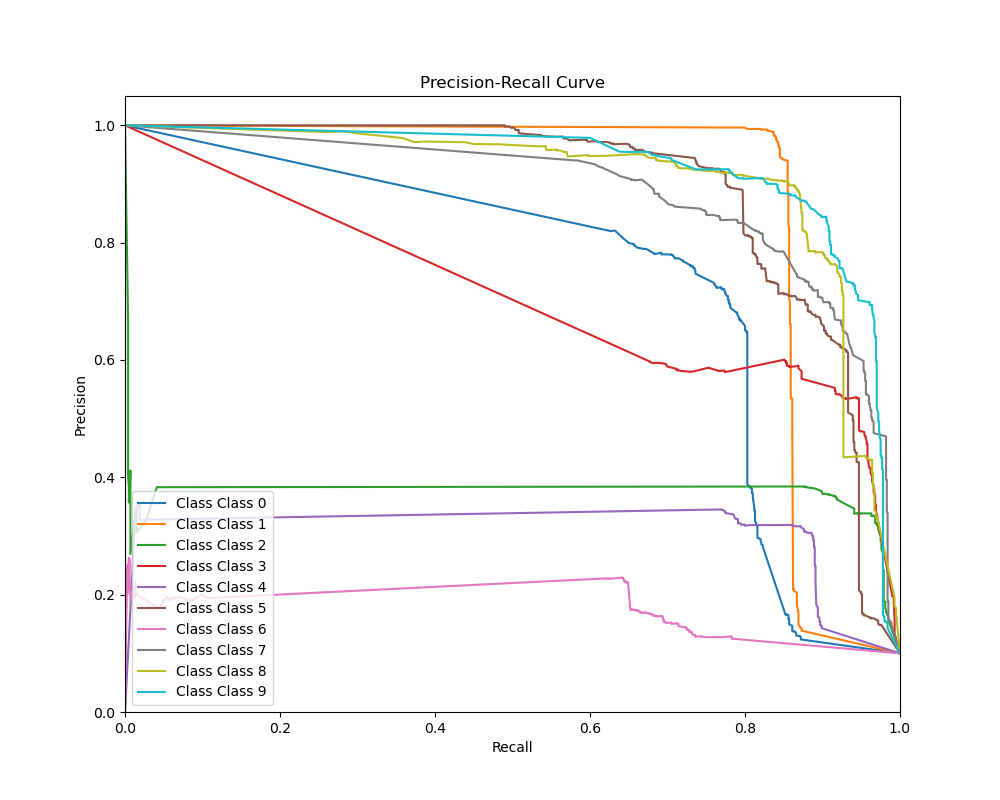 Precision-Recall Curve
1.0
0.8
0.6
0.4
0.2
0.0
Precision
Class Class 0
Class Class 1
Class Class 2
Class Class 3
Class Class 4
Class Class 5
Class Class 6
Class Class 7
Class Class 8
Class Class 9
0.0 0.2 0.4 0.6 0.8 1.0
Recall